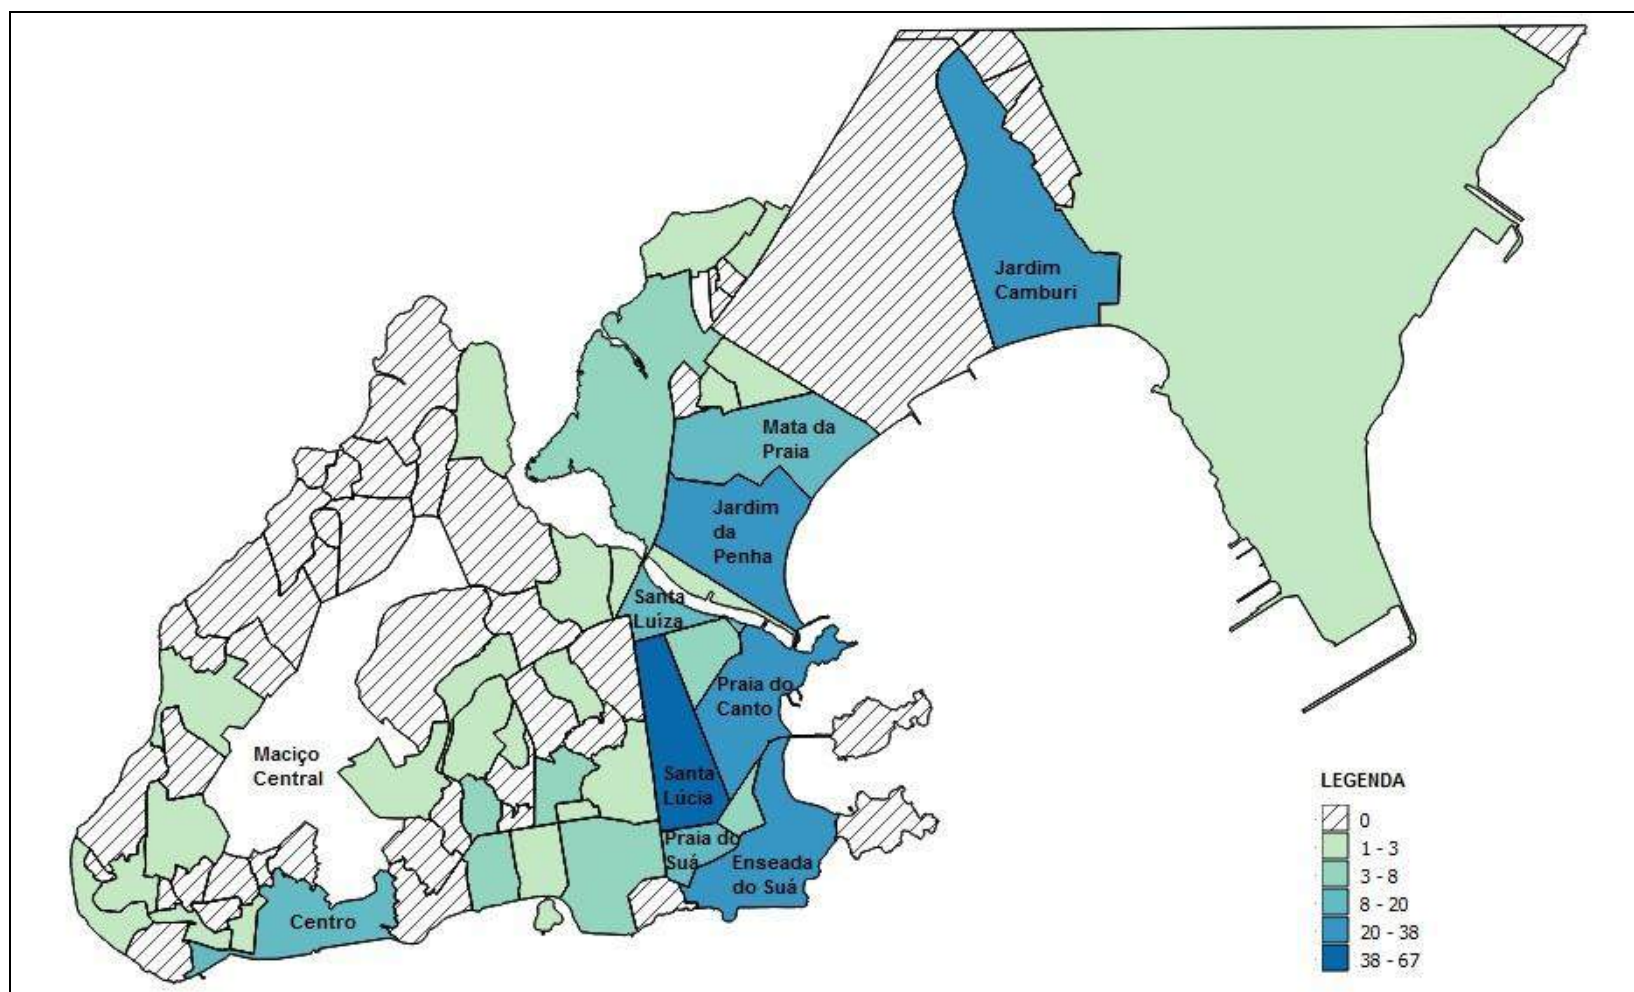 Jardim
Camburi
Mata da
Praia
Jardim
da
Penha
Santa
Luíza
Praia do
Canto
Maciço
Central
Santa
Lúcia
Praia do
Suá
Enseada
do Suá
Centro
LEGENDA
0
1 - 3
3 - 8
8 - 20
20 - 38
38 - 67